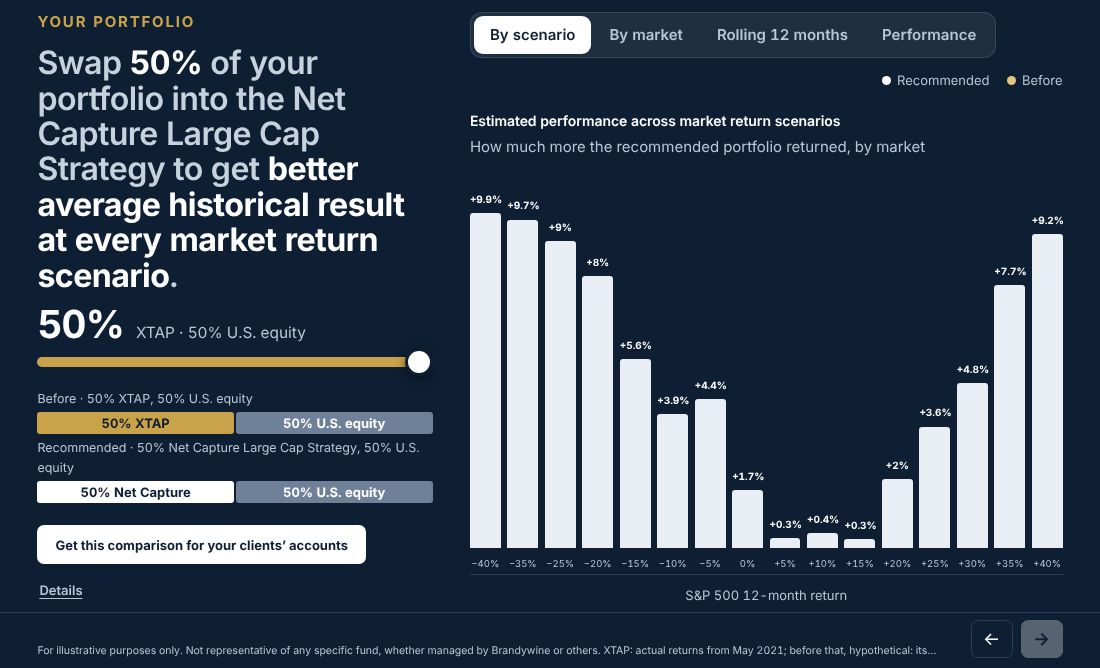 YOUR PORTFOLIO
Swap 50% of your
portfolio into the Net
Capture Large Cap
Strategy to get better
average historical result
at every market return
scenario.
50% XTAP · 50% U.S. equity
Before · 50% XTAP, 50% U.S. equity
50% XTAP 50% U.S. equity
Recommended · 50% Net Capture Large Cap Strategy, 50% U.S.
equity
50% Net Capture 50% U.S. equity
Get this comparison for your clients’ accounts
Details
By scenario By market Rolling 12 months Performance
Recommended Before
Estimated performance across market return scenarios
How much more the recommended portfolio returned, by market
+9.9% +9.7% +9% +8% +5.6% +3.9% +4.4% +1.7% +0.3% +0.4% +0.3% +2% +3.6% +4.8% +7.7% +9.2%
−40% −35% −25% −20% −15% −10% −5% 0% +5% +10% +15% +20% +25% +30% +35% +40%
S&P 500 12-month return
For illustrative purposes only. Not representative of any specific fund, whether managed by Brandywine or others. XTAP: actual returns from May 2021; before that, hypothetical: its…